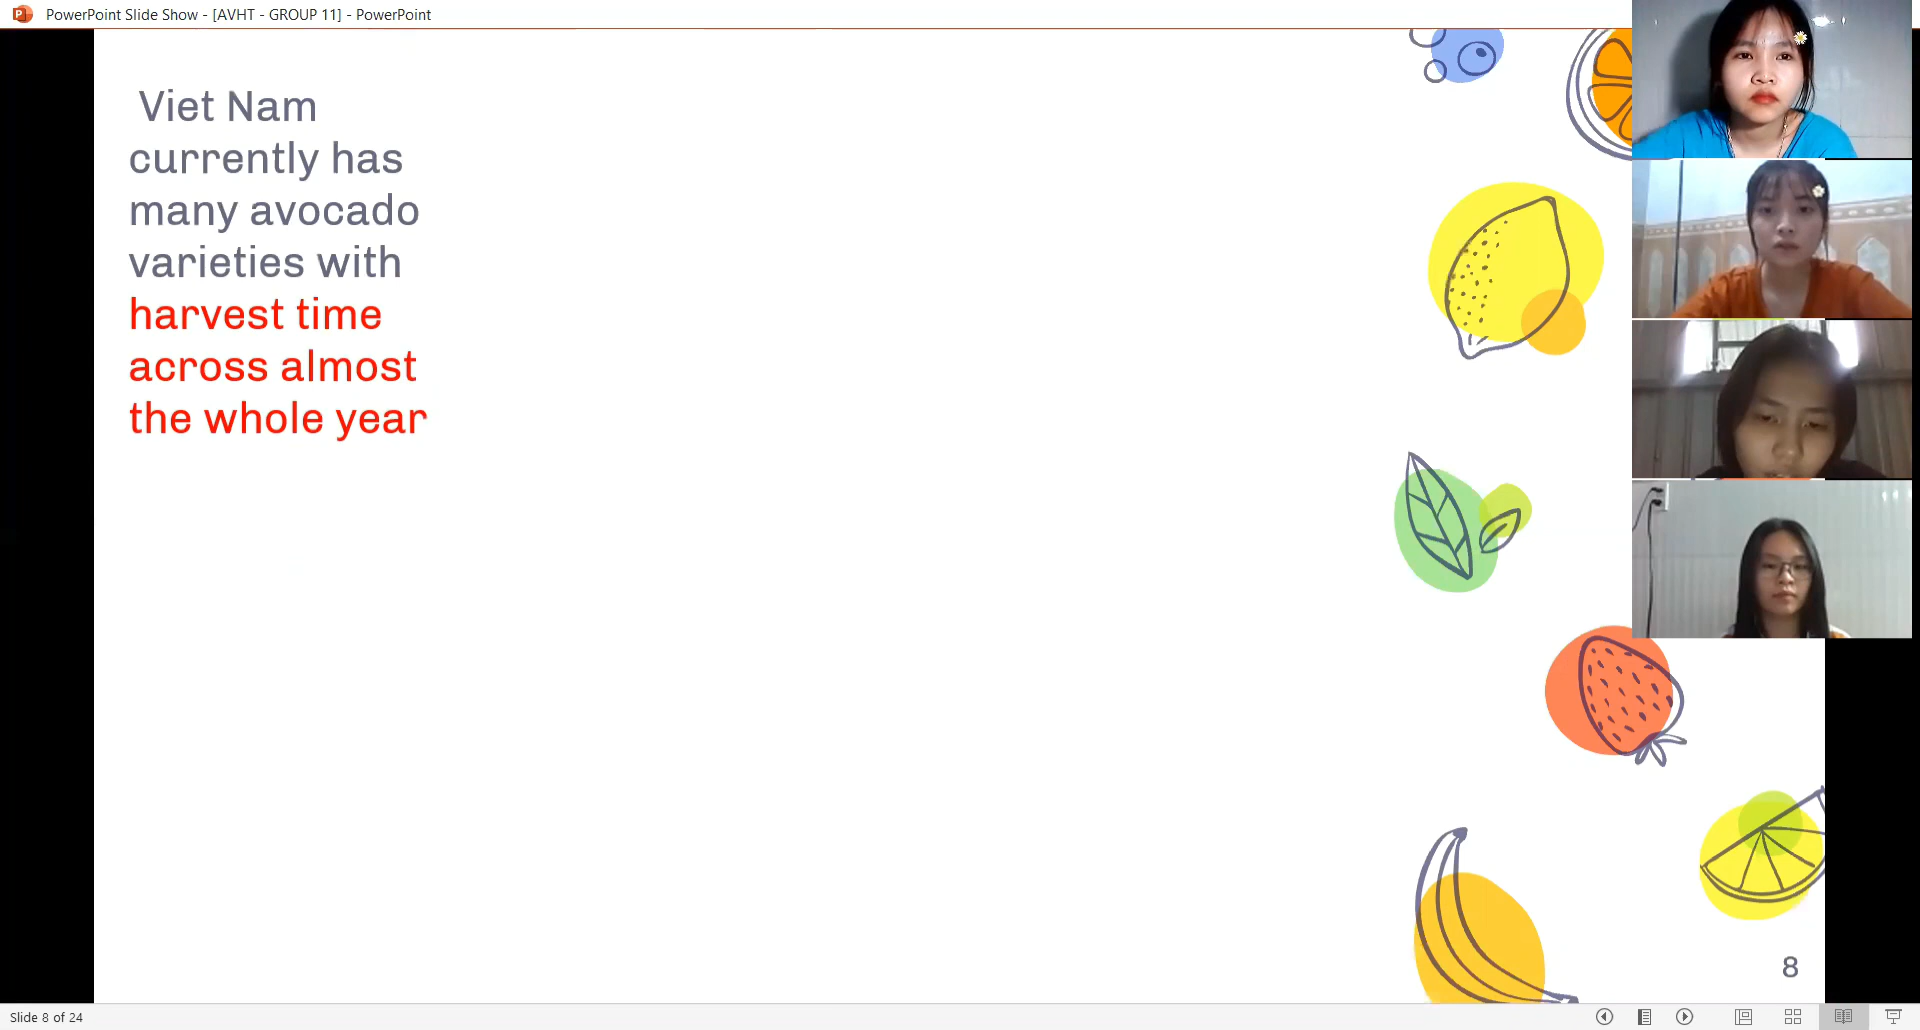 PowerPoint Slide Show - [AVHT - GROUP 11] - PowerPoint
Viet Nam
currently has
many avocado
varieties with
harvest time
across almost
the whole year
8
Slide 8 of 24